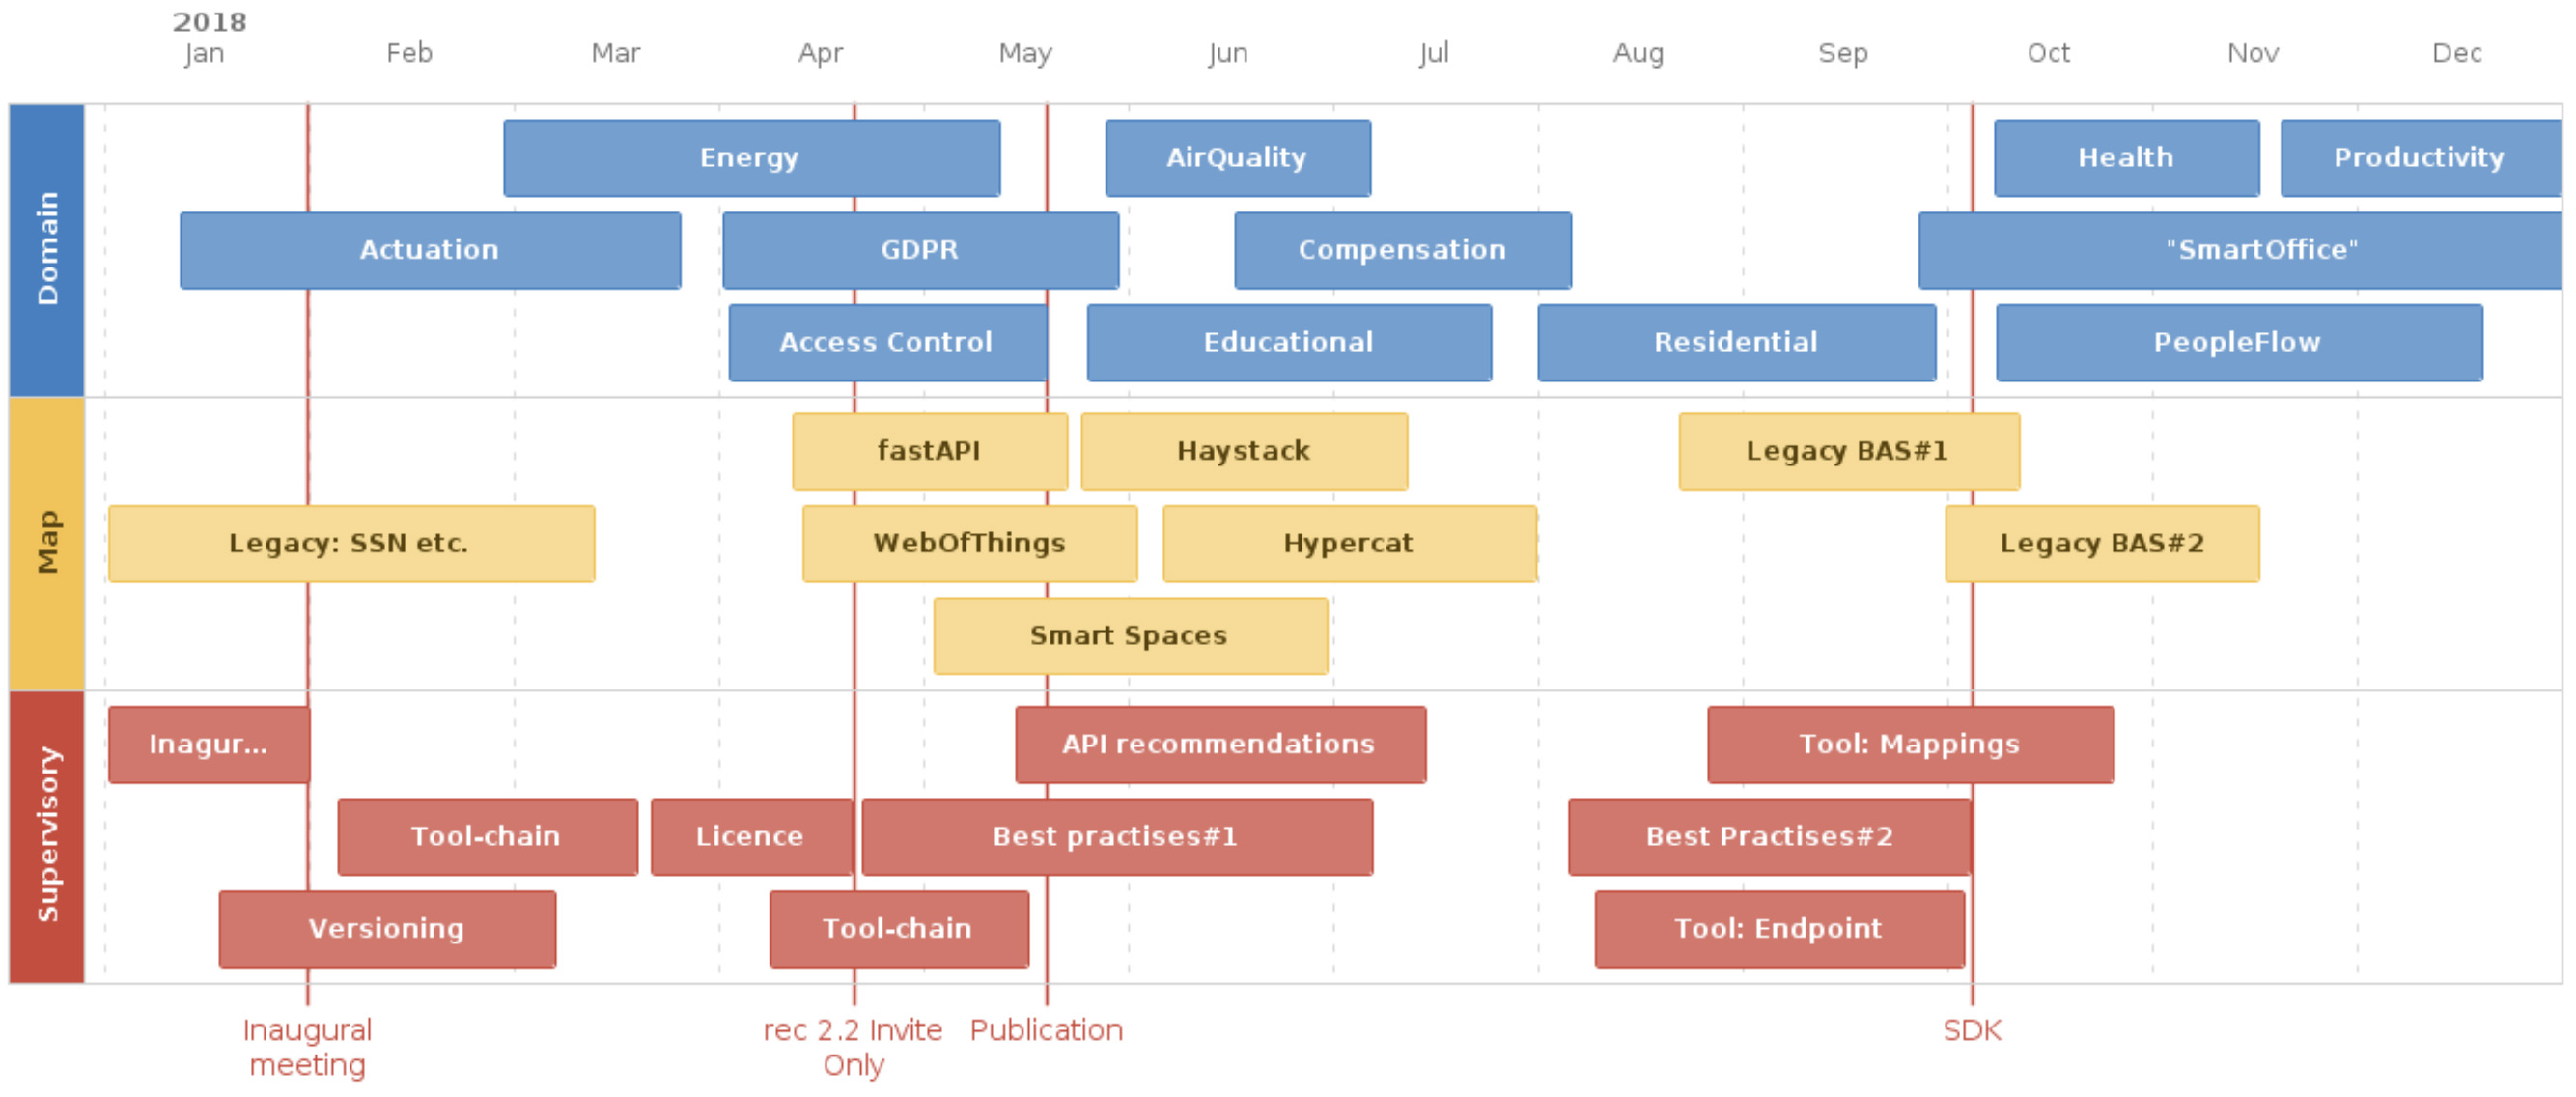 2018
Jan Feb Mar Apr May Jun Jul Aug Sep Oct Nov Dec
Domain
Energy AirQuality Health Productivity
Actuation GDPR Compensation "SmartOffice"
Access Control Educational Residential PeopleFlow
Map
fastAPI Haystack Legacy BAS#1
Legacy: SSN etc. WebOfThings Hypercat Legacy BAS#2
Smart Spaces
Supervisory
Inagur... API recommendations Tool: Mappings
Tool-chain Licence Best practises#1 Best Practises#2
Versioning Tool-chain Tool: Endpoint
Inaugural
meeting
rec 2.2 Invite
Only
Publication
SDK